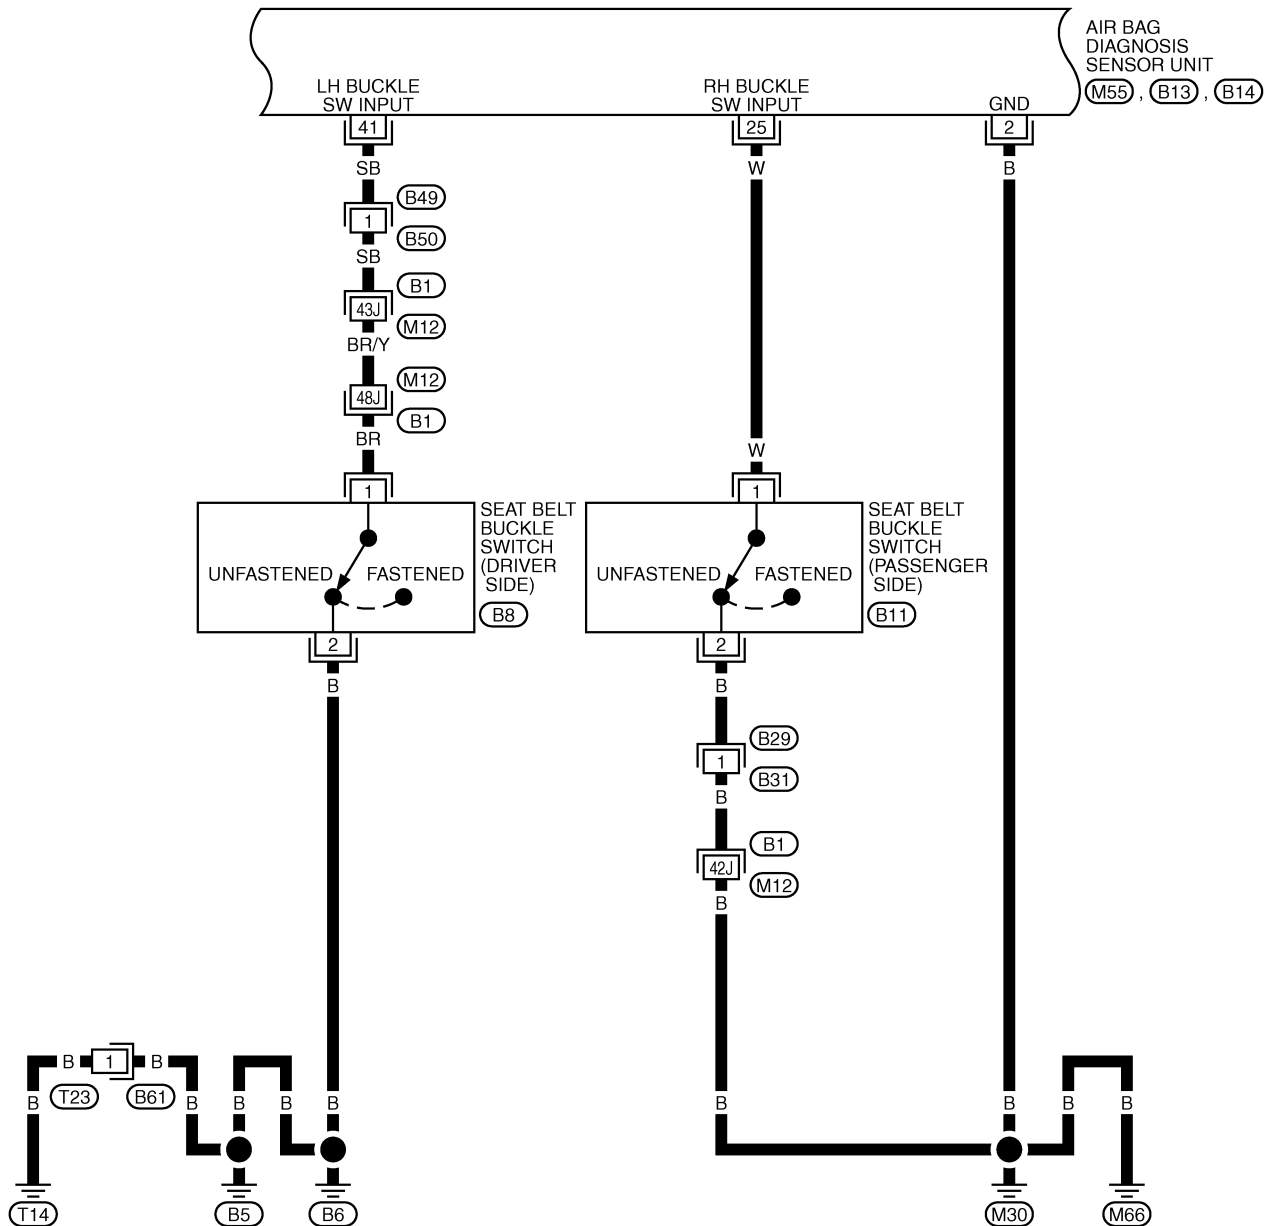 AIR BAG
DIAGNOSIS
SENSOR UNIT
M55 , B13 , B14
LH BUCKLE
SW INPUT
RH BUCKLE
SW INPUT
GND
41
25
2
SB
W
B
B49
1
B50
SB
B1
43J
M12
BR/Y
M12
48J
B1
BR
W
1
1
SEAT BELT
BUCKLE
SWITCH
(DRIVER
SIDE)
B8
UNFASTENED
FASTENED
SEAT BELT
BUCKLE
SWITCH
(PASSENGER
SIDE)
B11
UNFASTENED
FASTENED
2
2
B
B
B29
1
B31
B
B1
42J
M12
B
B 1 B
T23 B61
B B B B B B B B B
T14 B5 B6 M30 M66